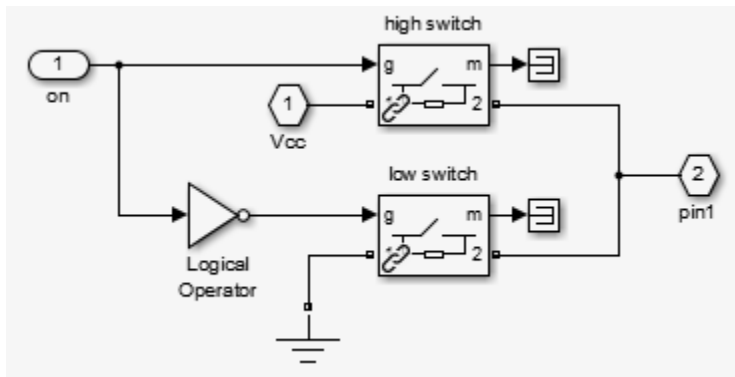 high switch
1
on
g
m
1
2
Vcc
low switch
2
g
m
pin1
2
Logical
Operator